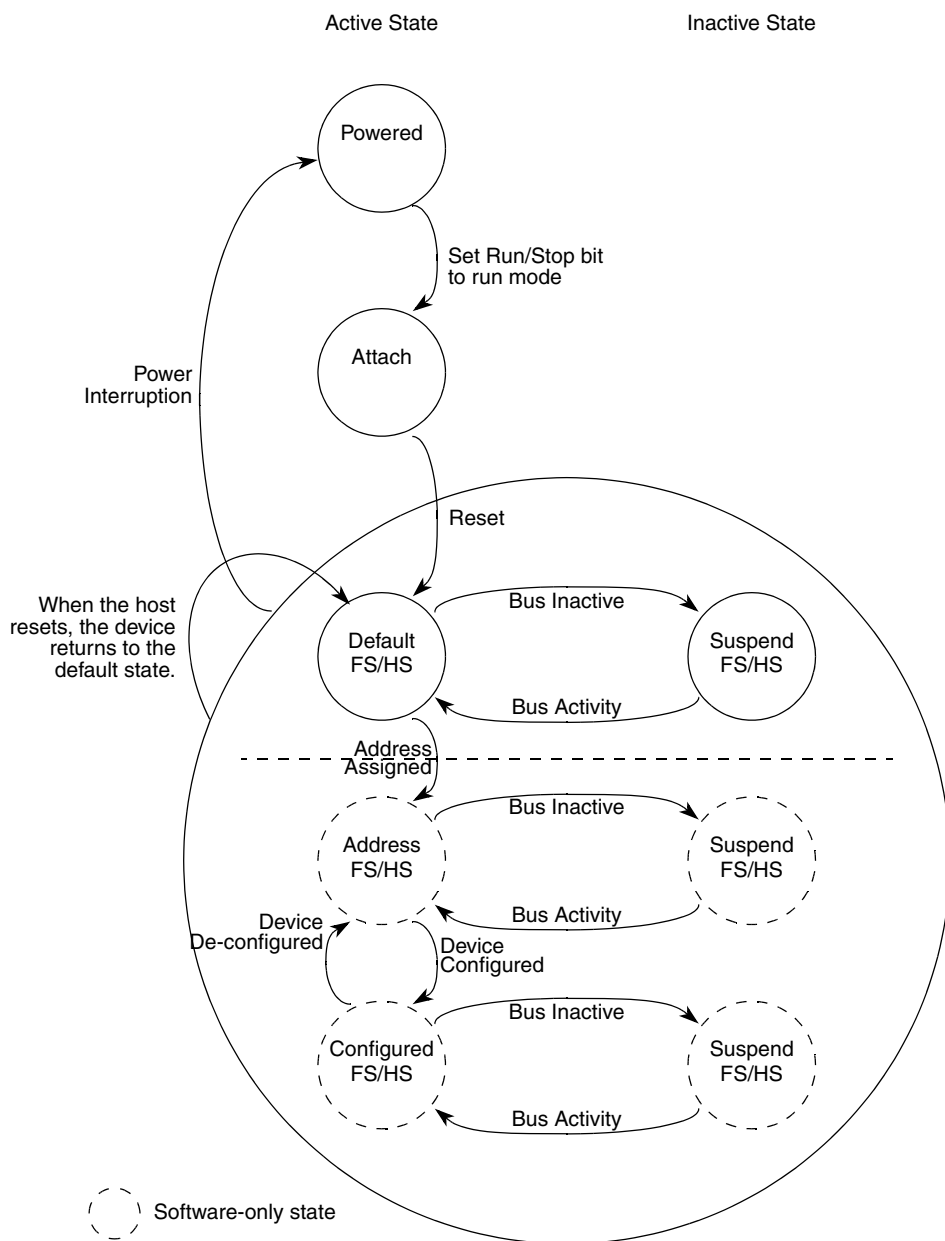 Active State
Inactive State
Powered
Set Run/Stop bit
to run mode
Attach
Power
Interruption
Reset
When the host
resets, the device
returns to the
default state.
Default
FS/HS
Bus Inactive
Suspend
FS/HS
Bus Activity
Address
Assigned
Address
FS/HS
Bus Inactive
Suspend
FS/HS
Bus Activity
Device
De-configured
Device
Configured
Configured
FS/HS
Bus Inactive
Suspend
FS/HS
Bus Activity
Software-only state